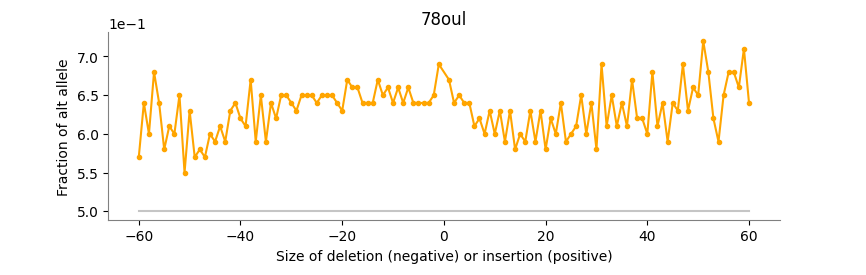 78oul
1e−1
Fraction of alt allele
7.0
6.5
6.0
5.5
5.0
−60 −40 −20 0 20 40 60
Size of deletion (negative) or insertion (positive)